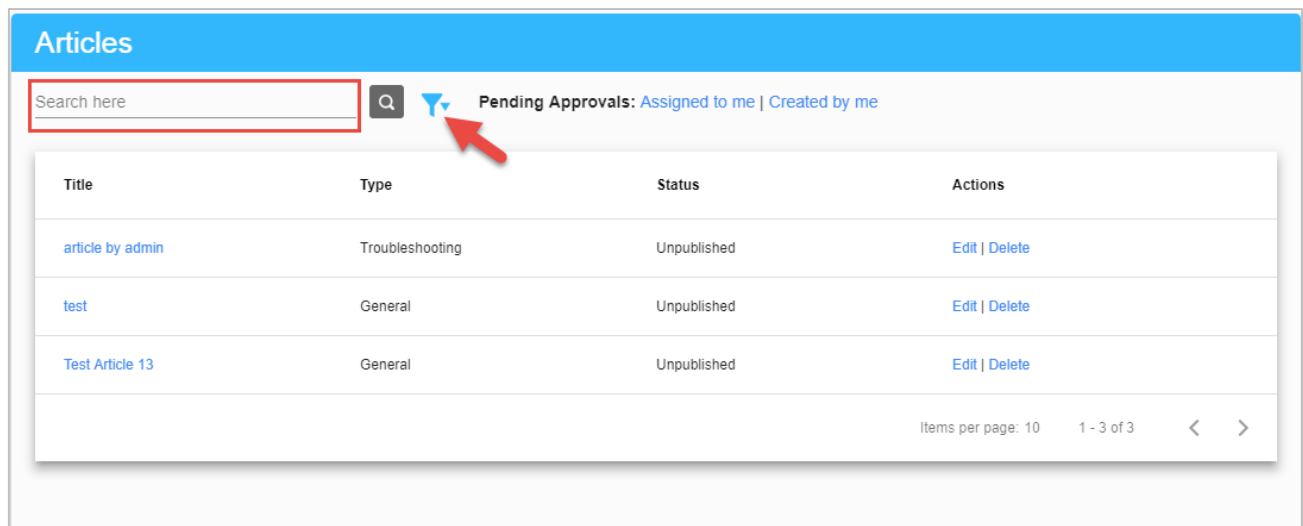 Articles
Search here
Pending Approvals: Assigned to me | Created by me
Title Type Status Actions
article by admin Troubleshooting Unpublished Edit | Delete
test General Unpublished Edit | Delete
Test Article 13 General Unpublished Edit | Delete
Items per page: 10 1 - 3 of 3